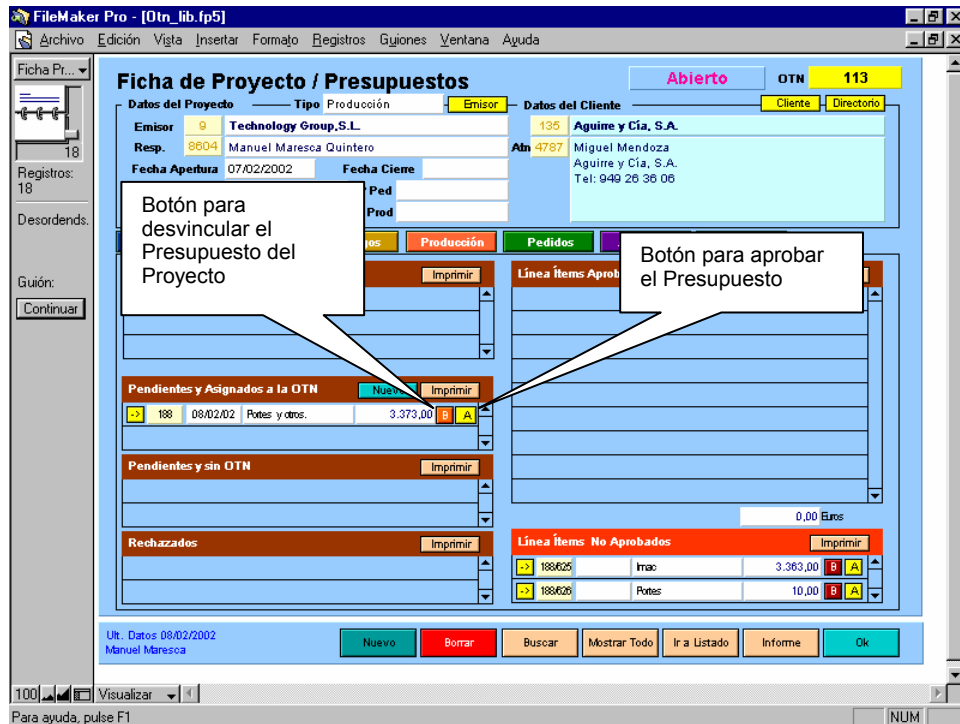 FileMaker Pro - [Otn_lib.fp5]
Archivo Edición Vista Insertar Formato Registros Guiones Ventana Ayuda
Ficha Pr...
18
Registros:
18
Desordends.
Guión:
Continuar
Ficha de Proyecto / Presupuestos
Abierto
OTN 113
Datos del Proyecto Tipo Producción Emisor
Datos del Cliente Cliente Directorio
Emisor 9 Technology Group,S.L.
135 Aguirre y Cía, S.A.
Resp. 8604 Manuel Maresca Quintero
Atn 4787 Miguel Mendoza
Aguirre y Cía, S.A.
Tel: 949 26 36 06
Fecha Apertura 07/02/2002 Fecha Cierre
Ped
Prod
Botón para
desvincular el
Presupuesto del
Proyecto
Producción Pedidos
Botón para aprobar
el Presupuesto
Imprimir
Línea Ítems Aprob
Pendientes y Asignados a la OTN Nuevo Imprimir
-> 188 08/02/02 Portes y otros. 3.373,00 B A
Pendientes y sin OTN Imprimir
0,00 Euros
Rechazados Imprimir
Línea Ítems No Aprobados Imprimir
-> 188/625 Imac 3.363,00 B A
-> 188/626 Portes 10,00 B A
Ult. Datos 08/02/2002
Manuel Maresca
Nuevo Borrar Buscar Mostrar Todo Ir a Listado Informe Ok
100 Visualizar
Para ayuda, pulse F1
NUM